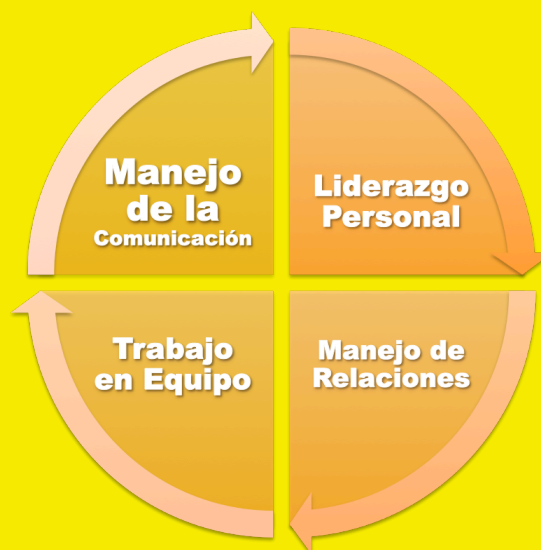 Manejo
de la
Comunicación
Liderazgo
Personal
Trabajo
en Equipo
Manejo de
Relaciones